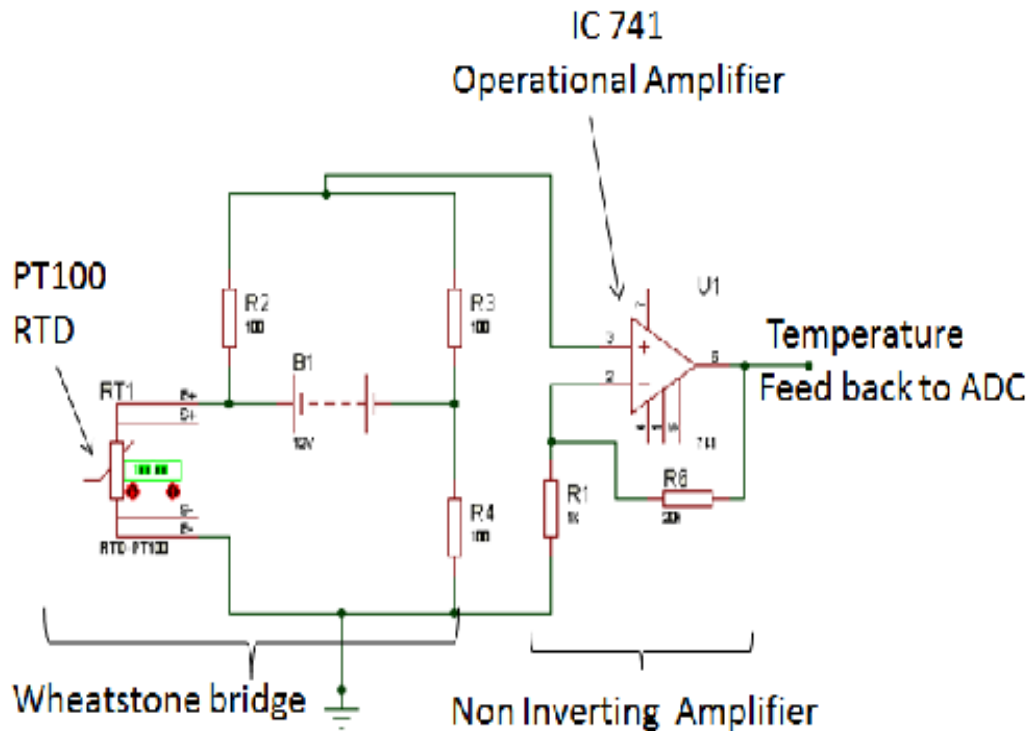 IC 741
Operational Amplifier
PT100
RTD
R2
100
R3
100
B1
RT1
U1
3
2
6
Temperature
Feed back to ADC
R1
1k
R6
R4
100
RTD-PT100
Wheatstone bridge
Non Inverting Amplifier